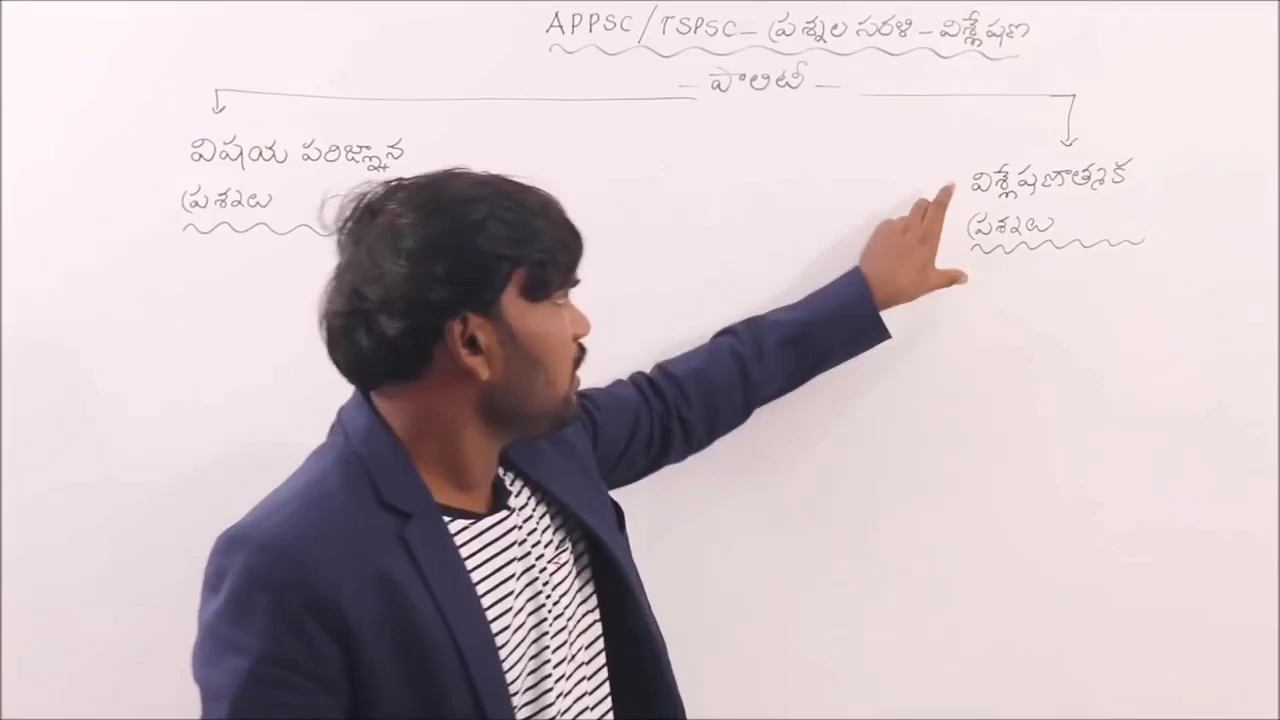 APPSC/TSPSC- ప్రశ్నల సరళి - విశ్లేషణ
- పాలిటీ -
విషయ పరిజ్ఞాన
ప్రశ్నలు
విశ్లేషణాత్మక
ప్రశ్నలు